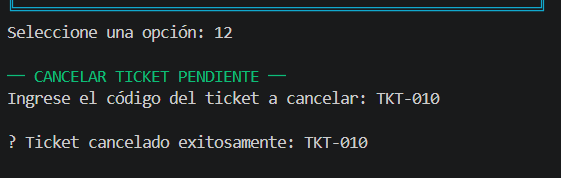 Seleccione una opción: 12
── CANCELAR TICKET PENDIENTE ──
Ingrese el código del ticket a cancelar: TKT-010
? Ticket cancelado exitosamente: TKT-010